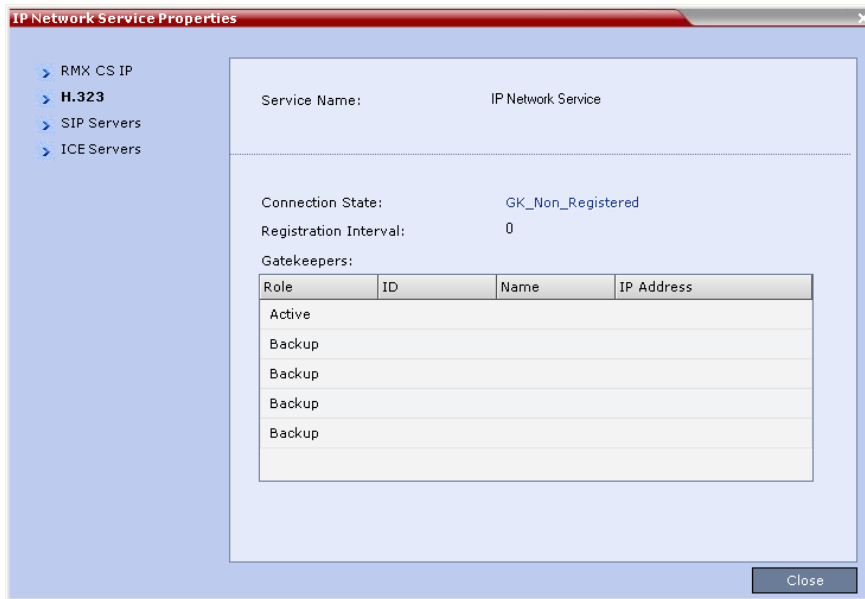 IP Network Service Properties
RMX CS IP
H.323
SIP Servers
ICE Servers
Service Name: IP Network Service
Connection State: GK_Non_Registered
Registration Interval: 0
Gatekeepers:
Role ID Name IP Address
Active
Backup
Backup
Backup
Backup
Close